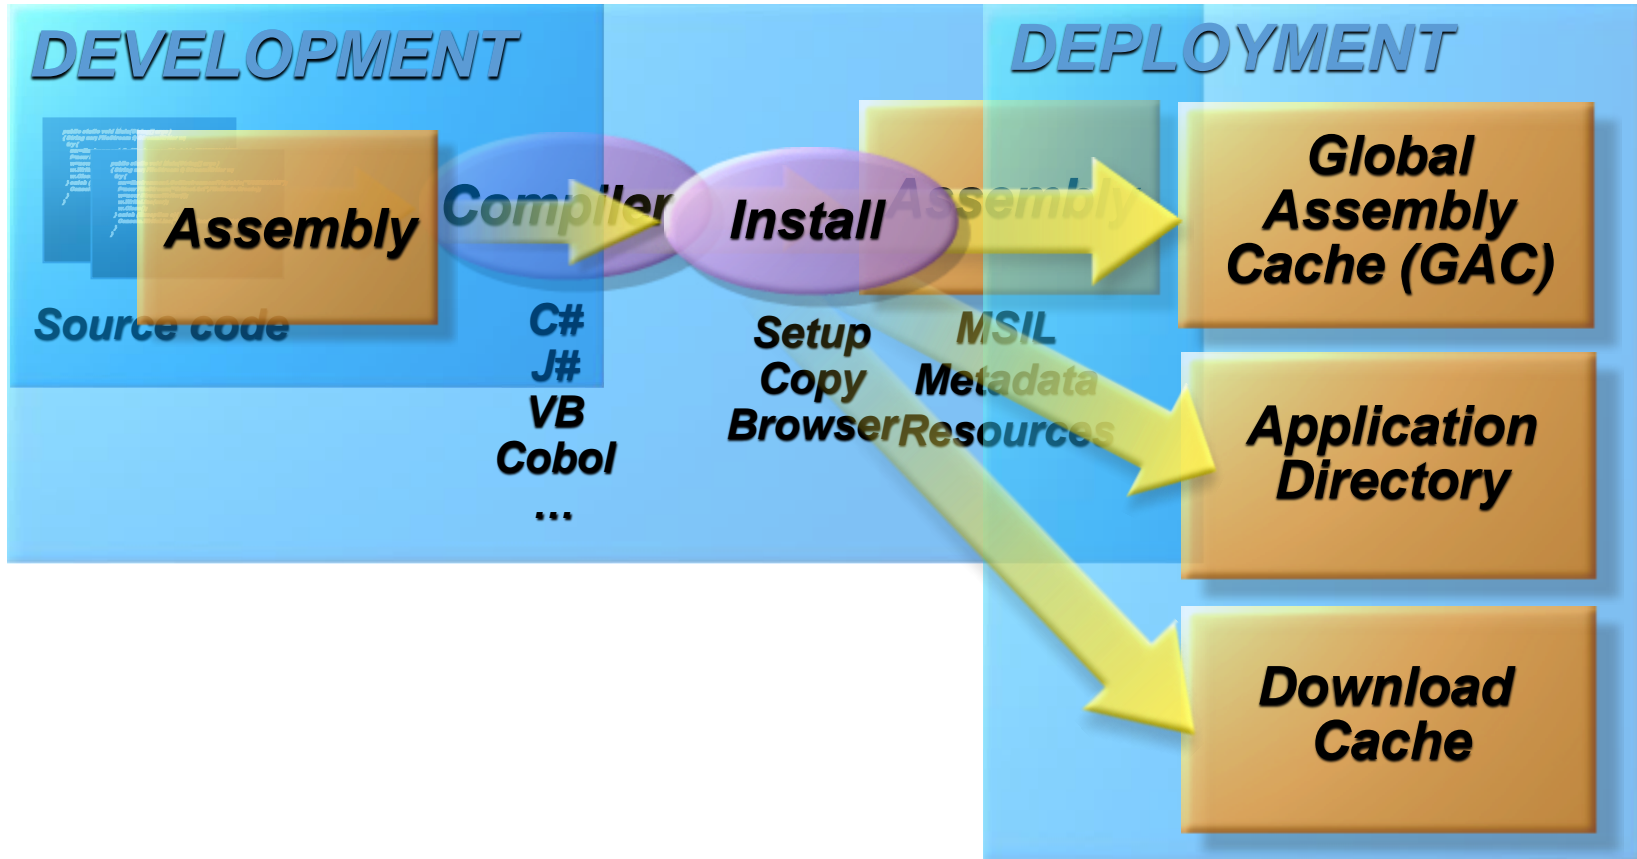 DEVELOPMENT
DEPLOYMENT
Assembly
Source code
Compiler
C#
J#
VB
Cobol
...
Install
Setup
Copy
Browser
Assembly
MSIL
Metadata
Resources
Global
Assembly
Cache (GAC)
Application
Directory
Download
Cache